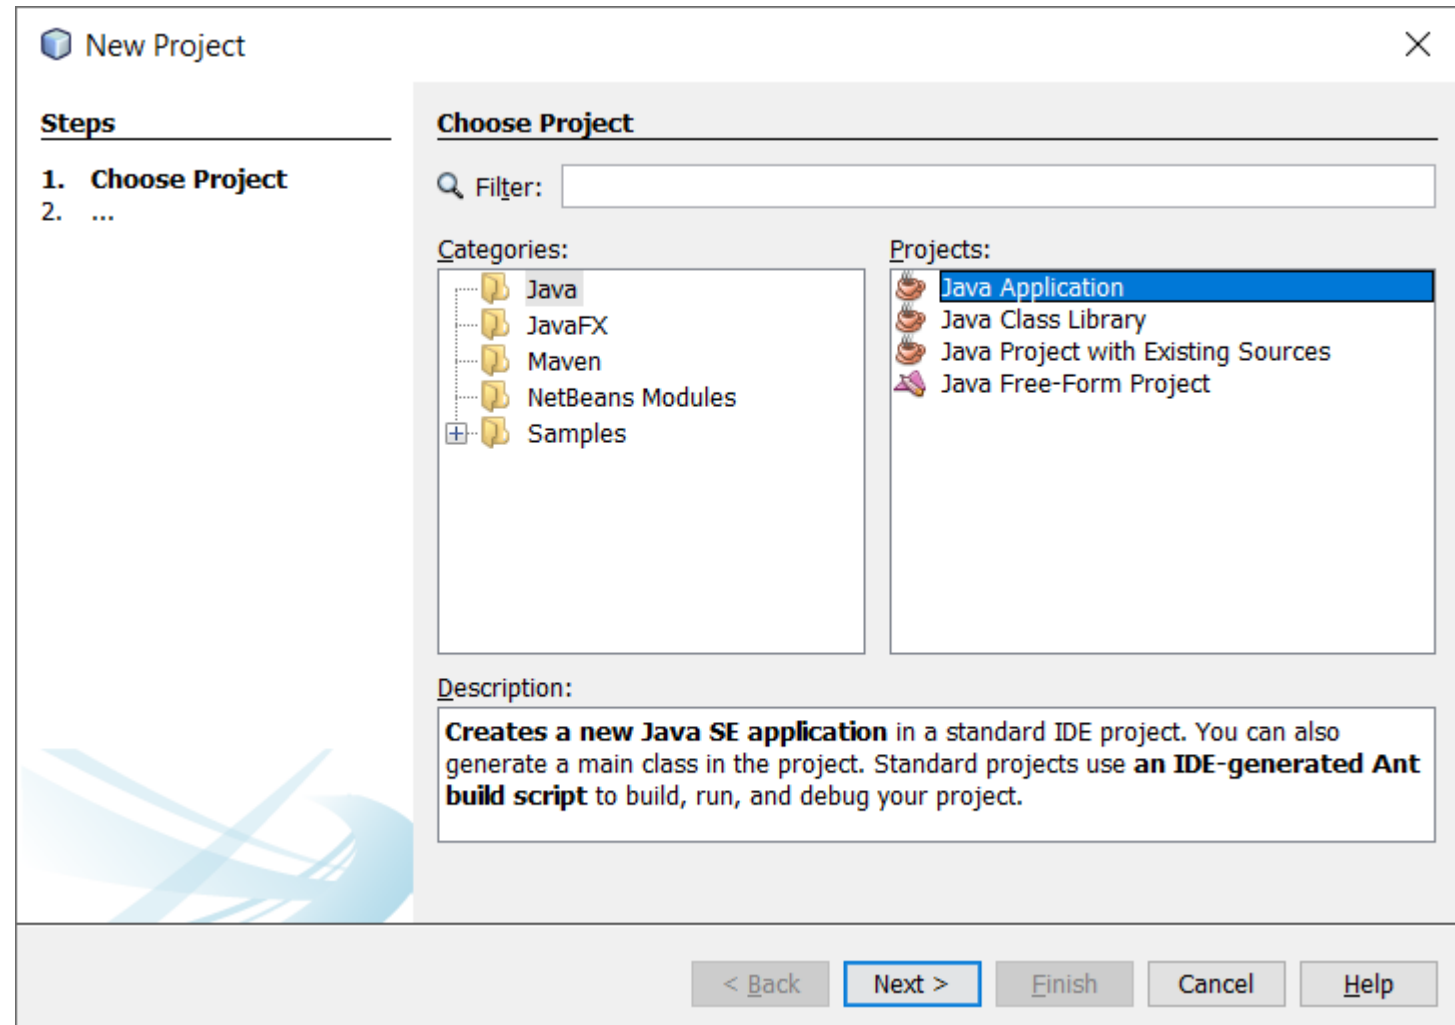 New Project
Steps
1. Choose Project
2. ...
Choose Project
Filter:
Categories:
Java
JavaFX
Maven
NetBeans Modules
Samples
Projects:
Java Application
Java Class Library
Java Project with Existing Sources
Java Free-Form Project
Description:
Creates a new Java SE application in a standard IDE project. You can also
generate a main class in the project. Standard projects use an IDE-generated Ant
build script to build, run, and debug your project.
< Back
Next >
Finish
Cancel
Help